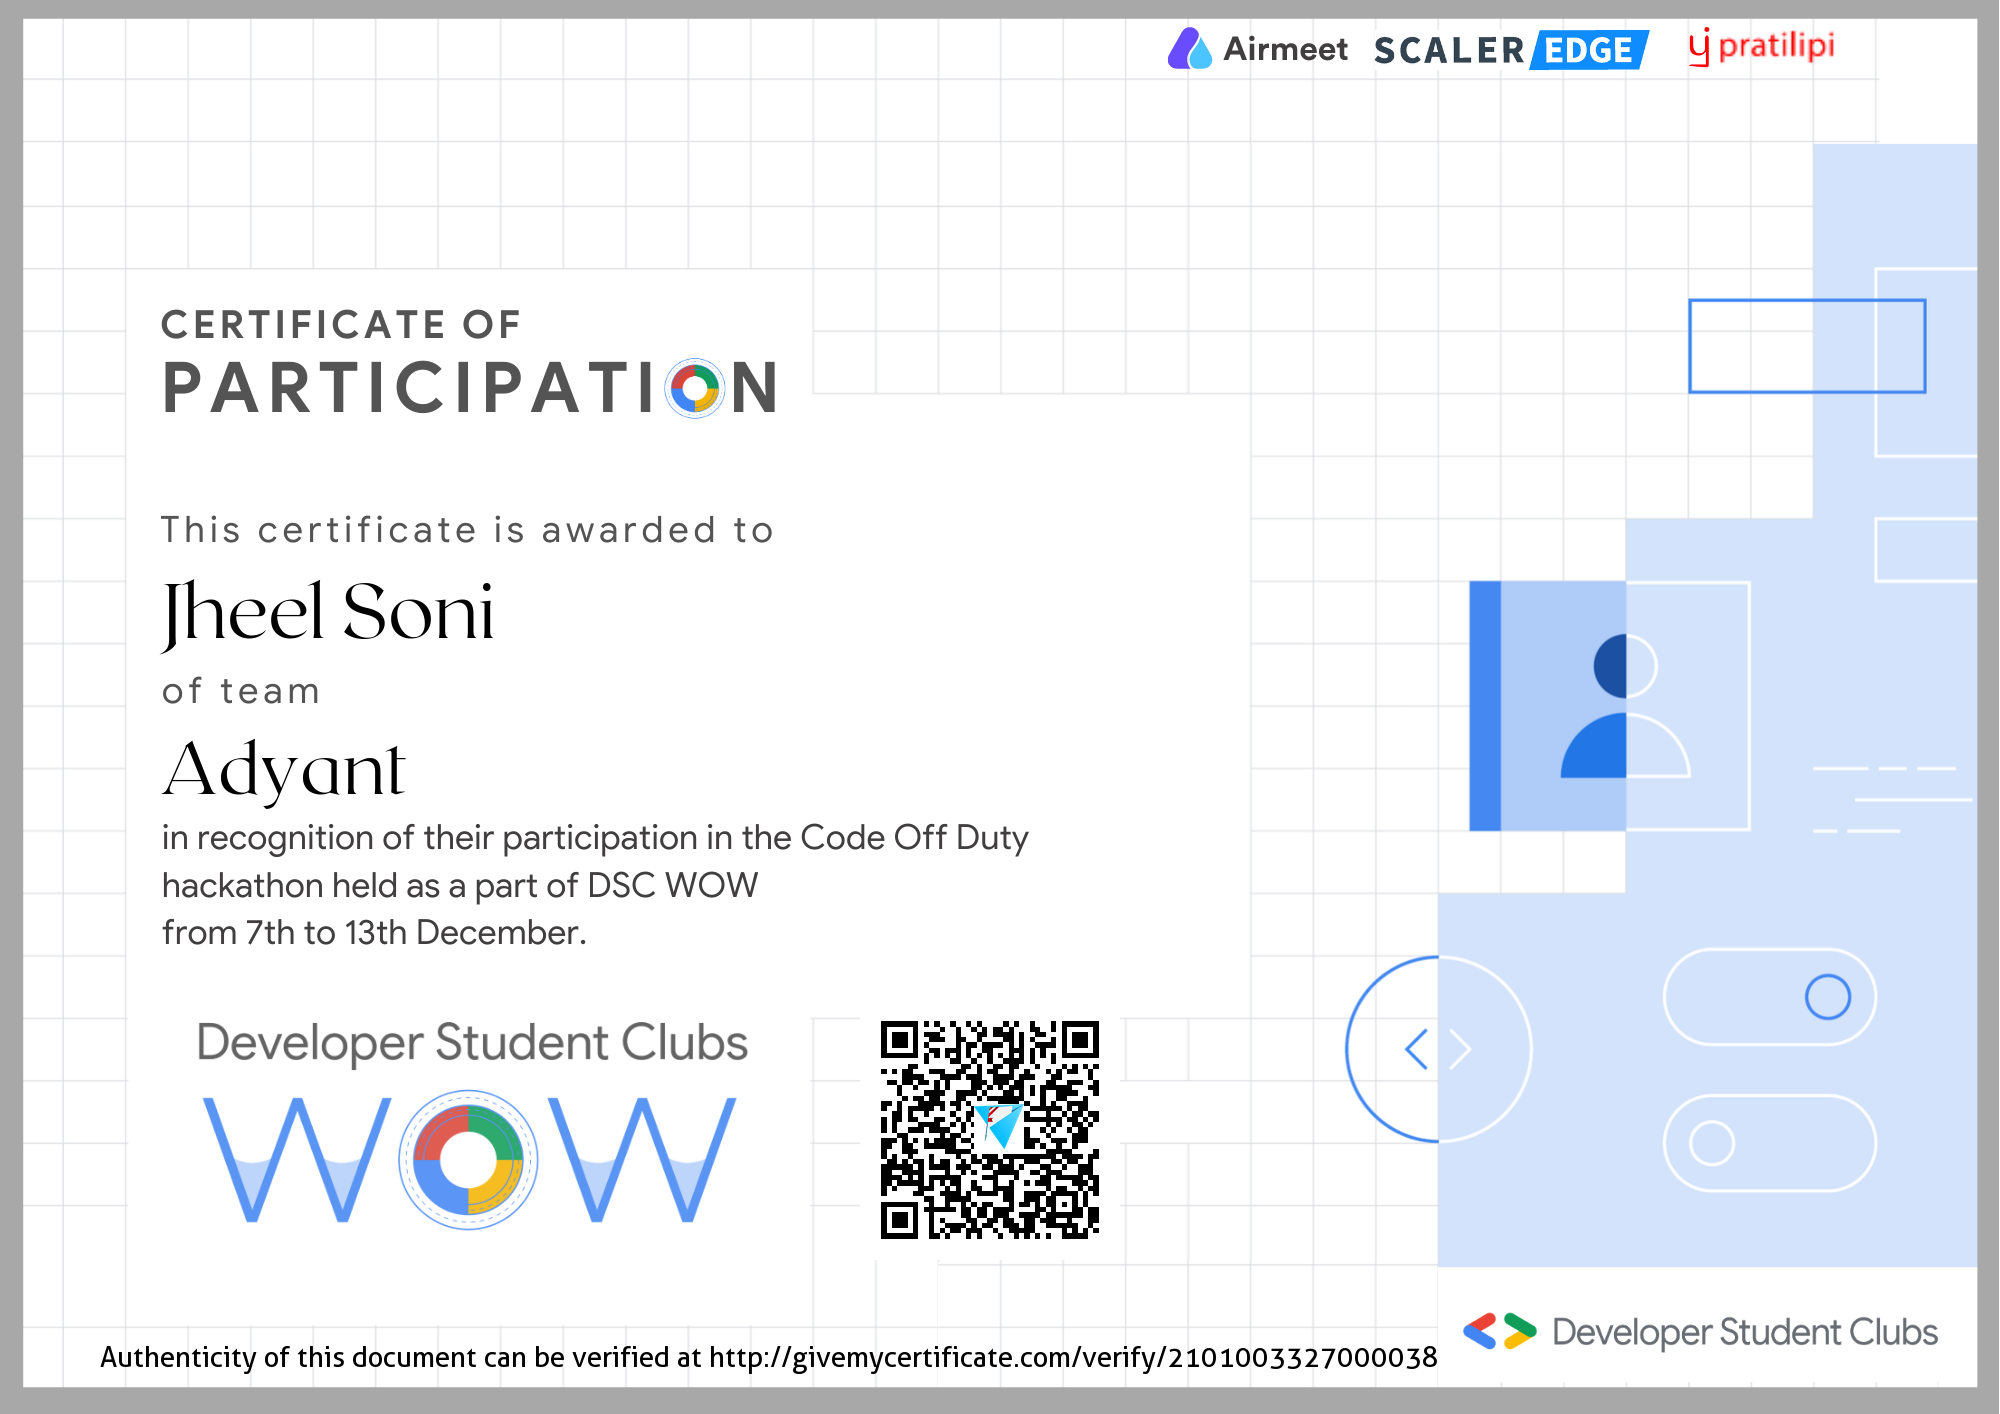 Airmeet SCALER EDGE pratilipi
CERTIFICATE OF
PARTICIPATION
This certificate is awarded to
Jheel Soni
of team
Adyant
in recognition of their participation in the Code Off Duty
hackathon held as a part of DSC WOW
from 7th to 13th December.
Developer Student Clubs
WOW
Developer Student Clubs
Authenticity of this document can be verified at http://givemycertificate.com/verify/2101003327000038